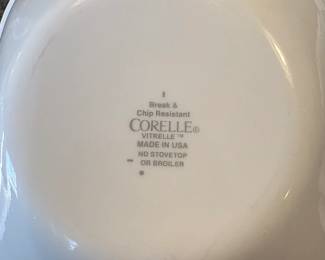 Break &
Chip Resistant
CORELLE®
VITRELLE™
MADE IN USA
NO STOVETOP
OR BROILER